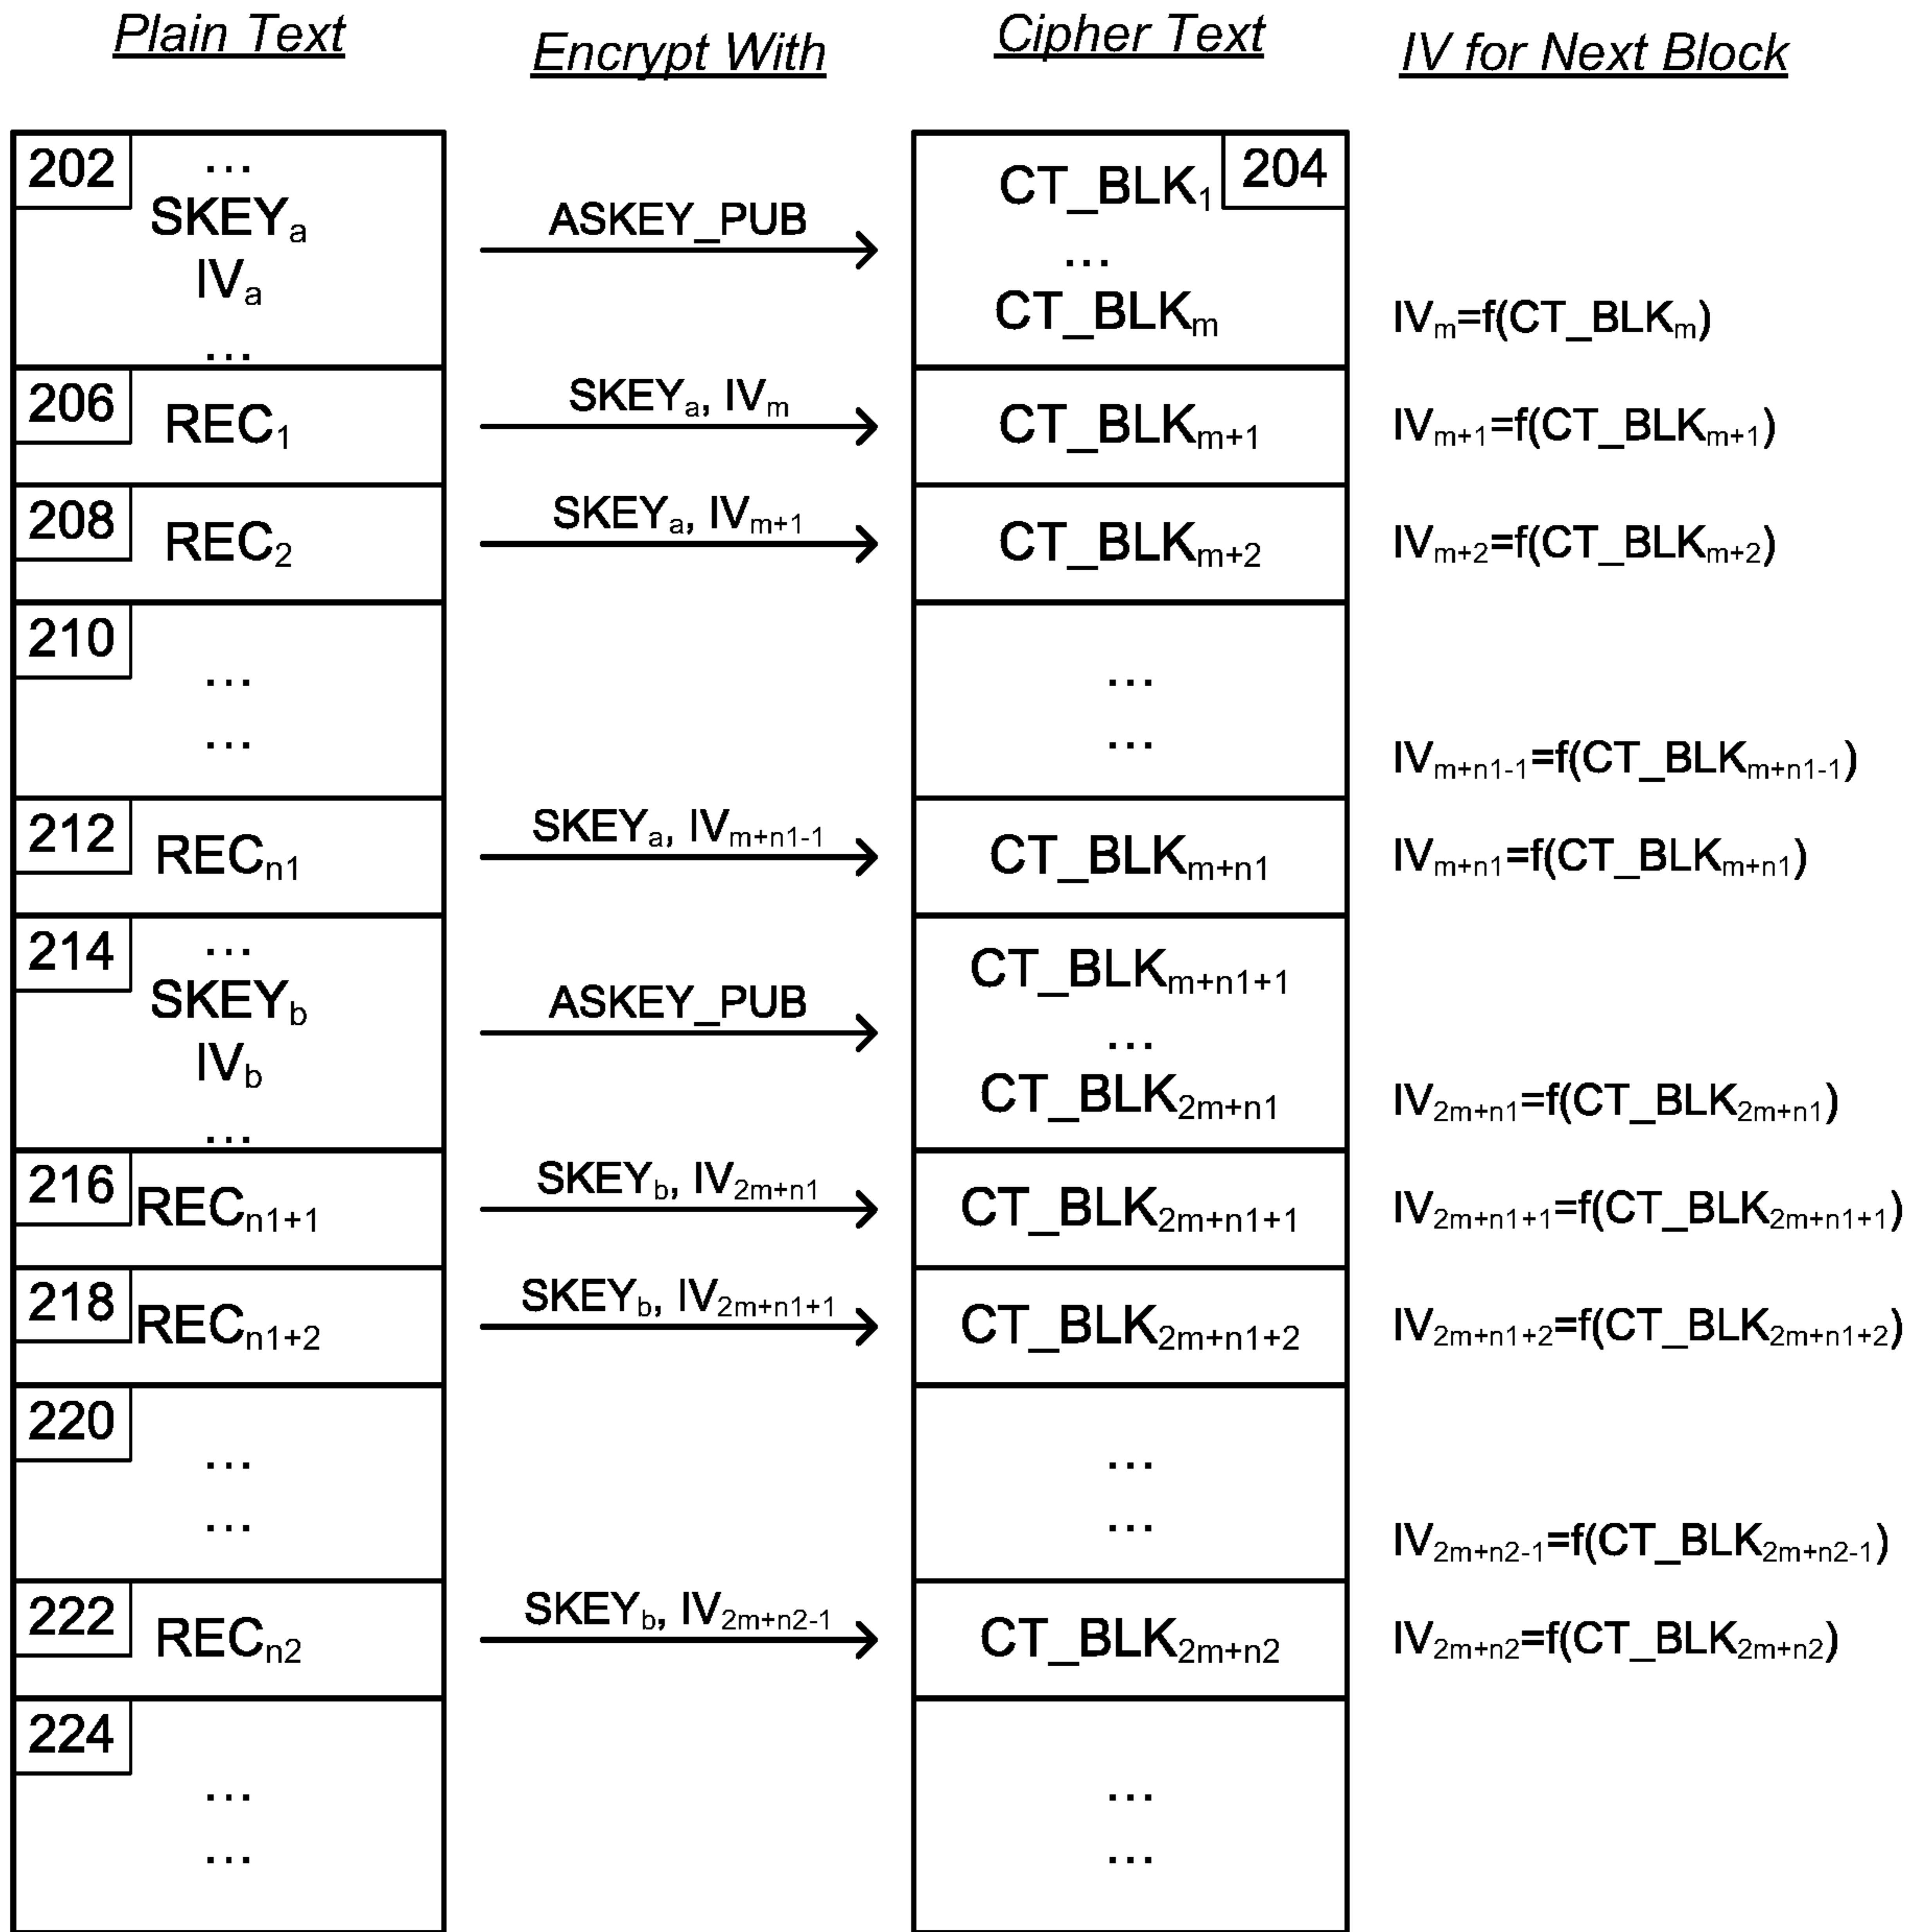 Plain Text
Encrypt With
Cipher Text
IV for Next Block
202
...
SKEYₐ
IVₐ
...
ASKEY_PUB
204
CT_BLK₁
...
CT_BLKₘ
IVₘ=f(CT_BLKₘ)
206
REC₁
SKEYₐ, IVₘ
CT_BLKₘ₊₁
IVₘ₊₁=f(CT_BLKₘ₊₁)
208
REC₂
SKEYₐ, IVₘ₊₁
CT_BLKₘ₊₂
IVₘ₊₂=f(CT_BLKₘ₊₂)
210
...
...
...
...
IVₘ₊ₙ₁₋₁=f(CT_BLKₘ₊ₙ₁₋₁)
212
RECₙ₁
SKEYₐ, IVₘ₊ₙ₁₋₁
CT_BLKₘ₊ₙ₁
IVₘ₊ₙ₁=f(CT_BLKₘ₊ₙ₁)
214
...
SKEY_b
IV_b
...
ASKEY_PUB
CT_BLKₘ₊ₙ₁₊₁
...
CT_BLK₂ₘ₊ₙ₁
IV₂ₘ₊ₙ₁=f(CT_BLK₂ₘ₊ₙ₁)
216
RECₙ₁₊₁
SKEY_b, IV₂ₘ₊ₙ₁
CT_BLK₂ₘ₊ₙ₁₊₁
IV₂ₘ₊ₙ₁₊₁=f(CT_BLK₂ₘ₊ₙ₁₊₁)
218
RECₙ₁₊₂
SKEY_b, IV₂ₘ₊ₙ₁₊₁
CT_BLK₂ₘ₊ₙ₁₊₂
IV₂ₘ₊ₙ₁₊₂=f(CT_BLK₂ₘ₊ₙ₁₊₂)
220
...
...
...
...
IV₂ₘ₊ₙ₂₋₁=f(CT_BLK₂ₘ₊ₙ₂₋₁)
222
RECₙ₂
SKEY_b, IV₂ₘ₊ₙ₂₋₁
CT_BLK₂ₘ₊ₙ₂
IV₂ₘ₊ₙ₂=f(CT_BLK₂ₘ₊ₙ₂)
224
...
...
...
...